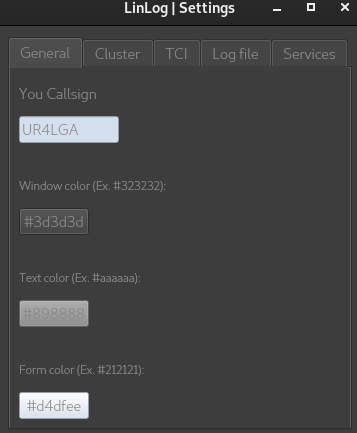 LinLog | Settings
General Cluster TCI Log file Services
You Callsign
UR4LGA
Window color (Ex. #323232):
#3d3d3d
Text color (Ex. #aaaaaa):
#898888
Form color (Ex. #212121):
#d4dfee